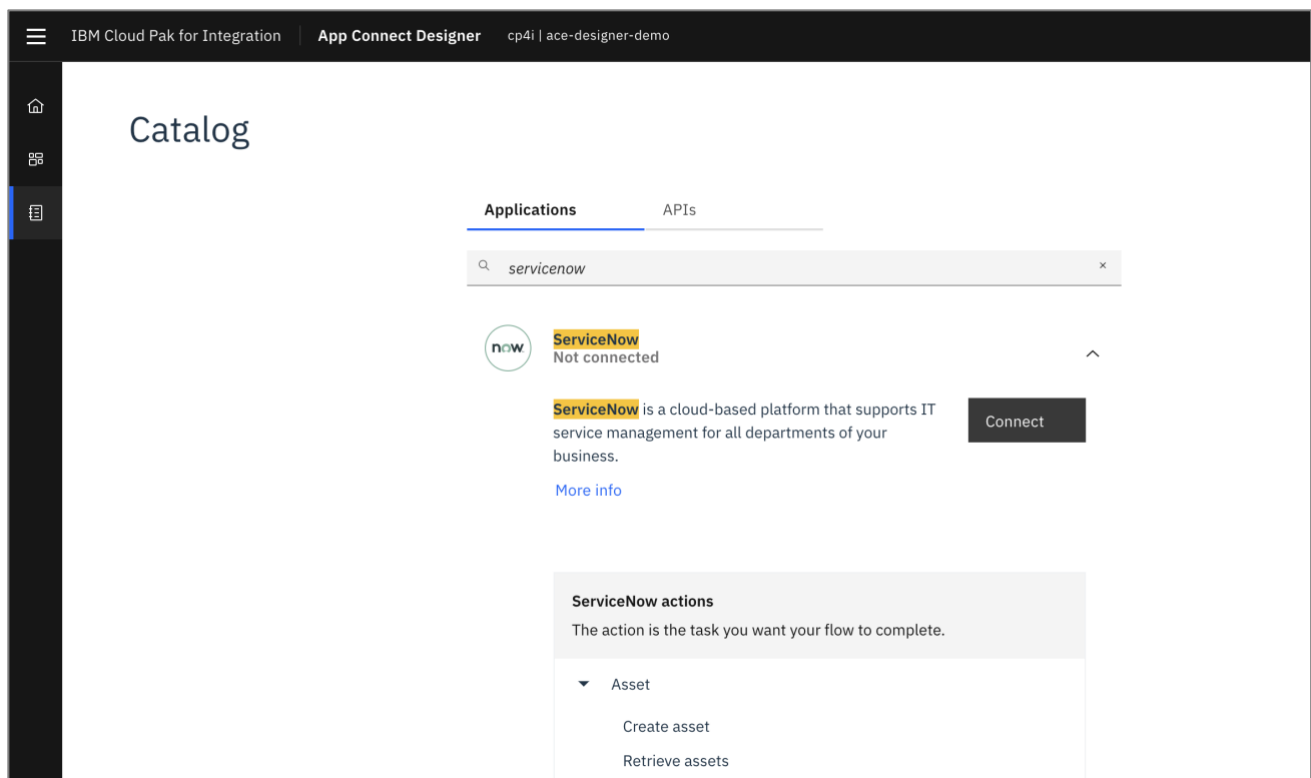 IBM Cloud Pak for Integration App Connect Designer cp4i | ace-designer-demo
Catalog
Applications APIs
servicenow ×
now.
ServiceNow
Not connected
ServiceNow is a cloud-based platform that supports IT
service management for all departments of your
business.
Connect
More info
ServiceNow actions
The action is the task you want your flow to complete.
Asset
Create asset
Retrieve assets